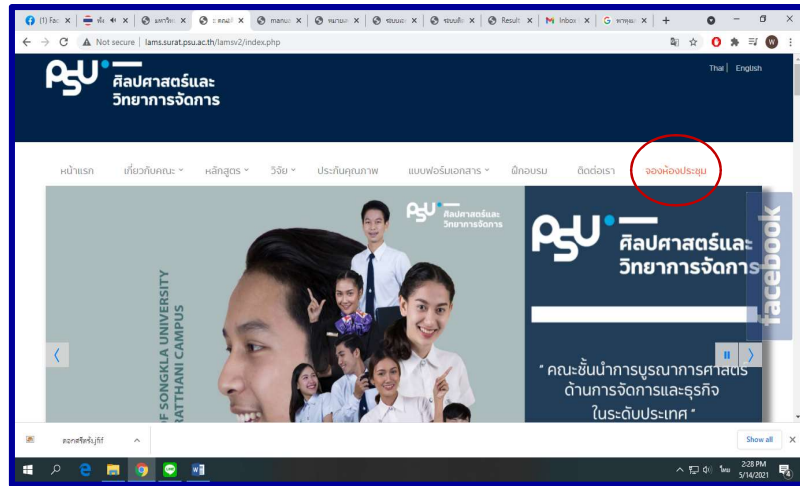 (1) Fac
manua
Result
Inbox
Not secure | lams.surat.psu.ac.th/lamsv2/index.php
PSU
ศิลปศาสตร์และ
วิทยาการจัดการ
Thai | English
หน้าแรก เกี่ยวกับคณะ หลักสูตร วิจัย ประกันคุณภาพ แบบฟอร์มเอกสาร ฝึกอบรม ติดต่อเรา จองห้องประชุม
PSU ศิลปศาสตร์และ
วิทยาการจัดการ
OF SONGKLA UNIVERSITY
RATTHANI CAMPUS
PSU
ศิลปศาสตร์และ
วิทยาการจัดการ
facebook
" คณะชั้นนำการบูรณาการศาสตร์
ด้านการจัดการและธุรกิจ
ในระดับประเทศ "
Show all
ไทย
2:28 PM
5/14/2021